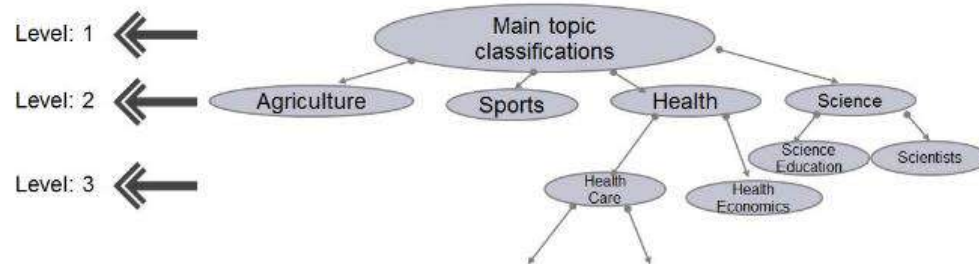 Level: 1
Main topic
classifications
Level: 2
Agriculture
Sports
Health
Science
Level: 3
Science
Education
Scientists
Health
Care
Health
Economics